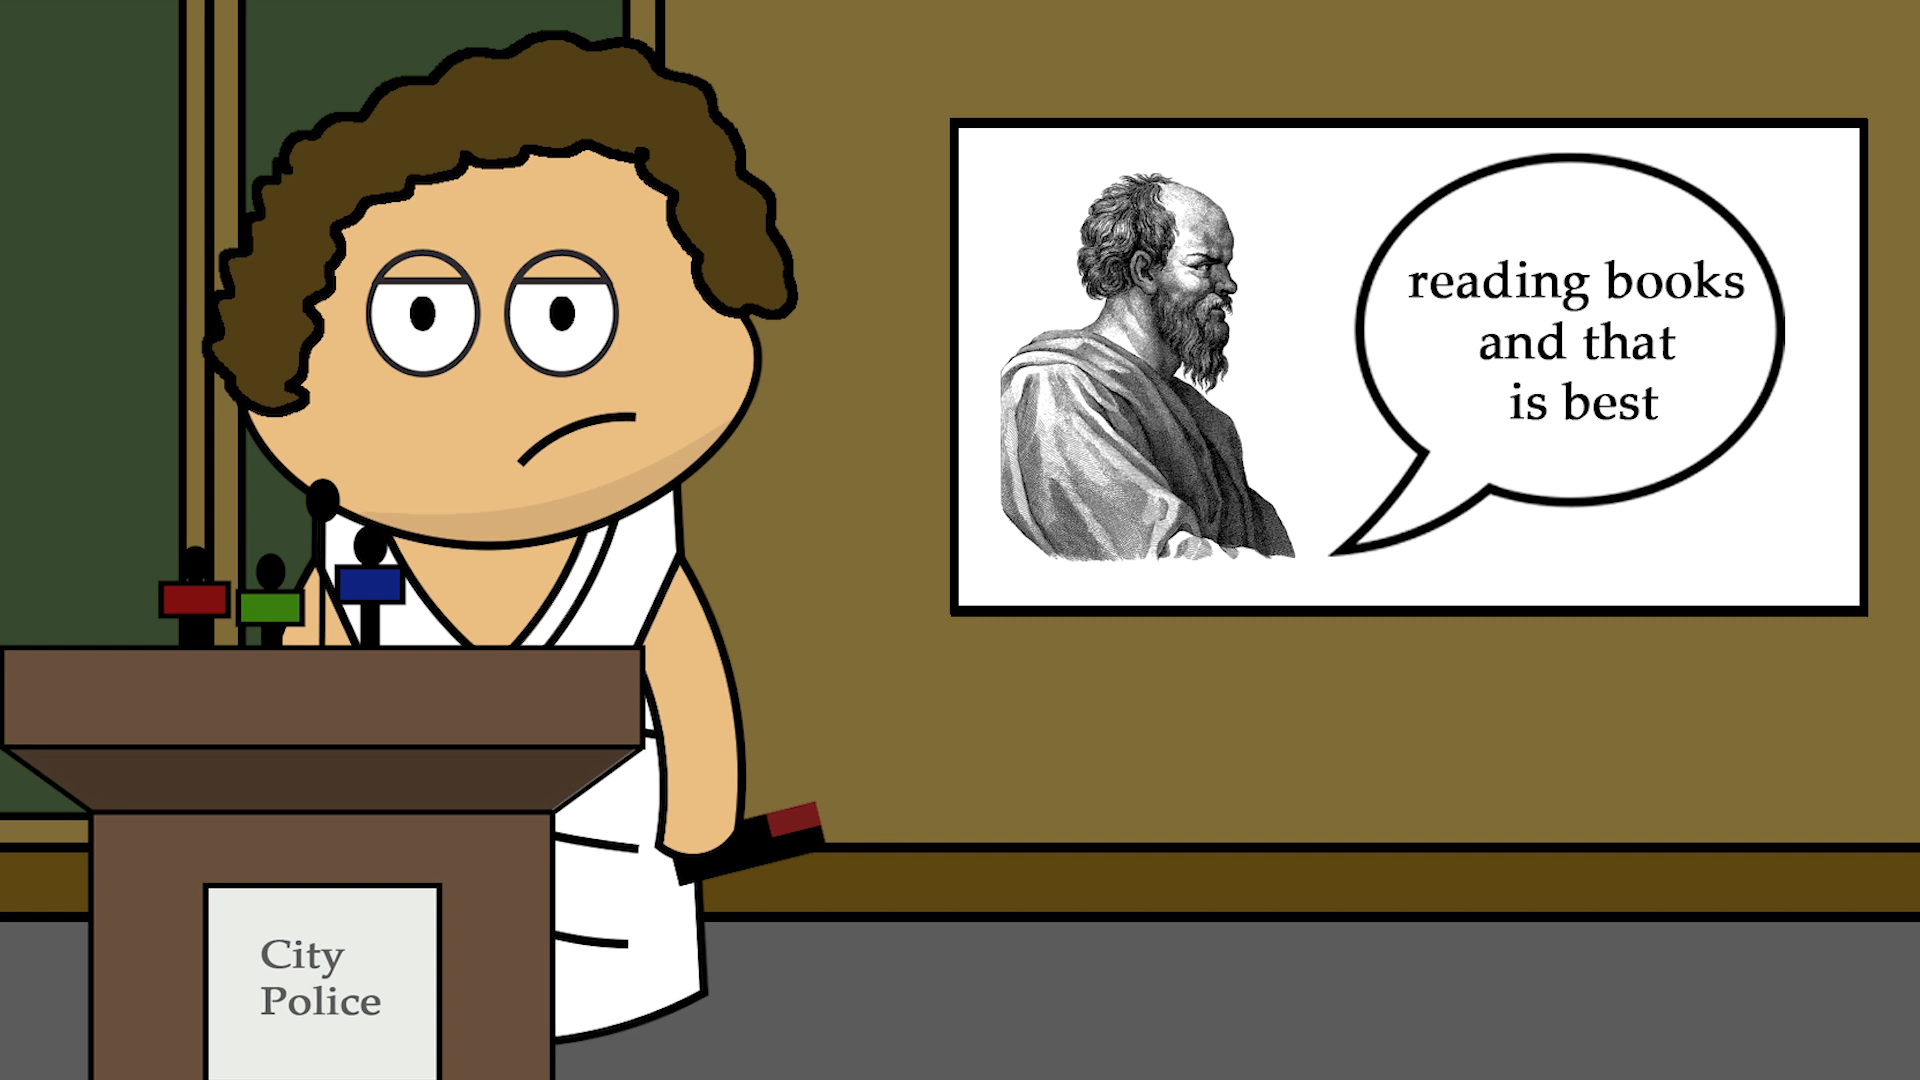 reading books
and that
is best
City
Police